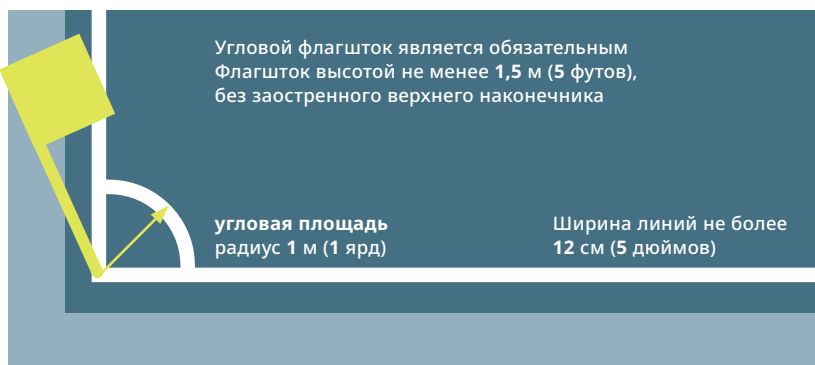 Угловой флагшток является обязательным
Флагшток высотой не менее 1,5 м (5 футов),
без заостренного верхнего наконечника
угловая площадь
радиус 1 м (1 ярд)
Ширина линий не более
12 см (5 дюймов)